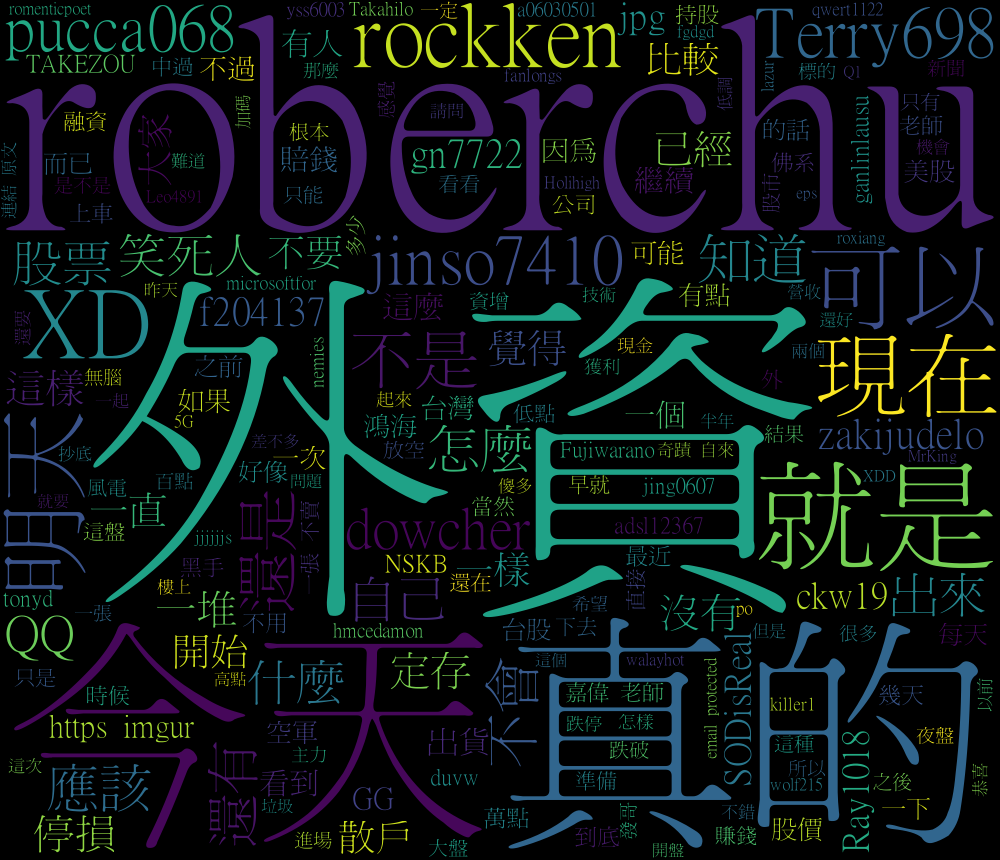 romenticpoet
yss6003
Takahilo
一定
a06030501
jpg
持股
fgdgd
qwert1122
pucca068
有人
rockken
比較
Terry698
TAKEZOU
中過
不過
那麼
fanlongs
低調
lazur
標的
Q1
新聞
roberchu
融資
加碼
大家
根本
感覺
請問
gn7722
因為
已經
的話
ganlinlausu
只有
老師
原文
連結
而已
是不是
難道
賠錢
看看
Holihigh
繼續
股市
佛系
機會
美股
上車
Leo4891
只能
公司
eps
股票
笑死人
不要
多少
jinso7410
可能
知道
可以
roxiang
昨天
microsoftfor
還要
XD
f204137
這麼
資增
技術
有點
營收
還好
外資
之前
nemies
不是
覺得
獲利
現金
兩個
現在
這樣
無腦
一起
如果
5G
起來
台灣
低點
一個
半年
外
鴻海
放空
怎麼
結果
zakijudelo
明天
抄底
差不多
就要
百點
好像
一次
問題
Fujiwarano
奇蹟
自來
MrKing
風電
一直
當然
傻多
早就
jing0607
XDD
就是
這盤
jjjjjs
還是
不賣
dowcher
adsl12367
黑手
一張
NSKB
一樣
最近
樓上
自己
還在
直接
tonyd
一張
一堆
不用
希望
沒有
po
ckw19
出來
QQ
開始
hmcedamon
台股
下去
但是
很多
每天
只是
高點
什麼
定存
不會
這個
walayhot
今天
真的
時候
嘉偉
老師
email
protected
SODisReal
killer1
幾天
以前
https
imgur
空軍
跌停
怎樣
夜盤
還有
主力
出貨
跌破
這種
這次
看到
duvw
準備
所以
之後
恭喜
應該
垃圾
GG
萬點
發哥
不錯
wolf215
Ray1018
一下
停損
進場
散戶
大盤
到底
開盤
賺錢
股價